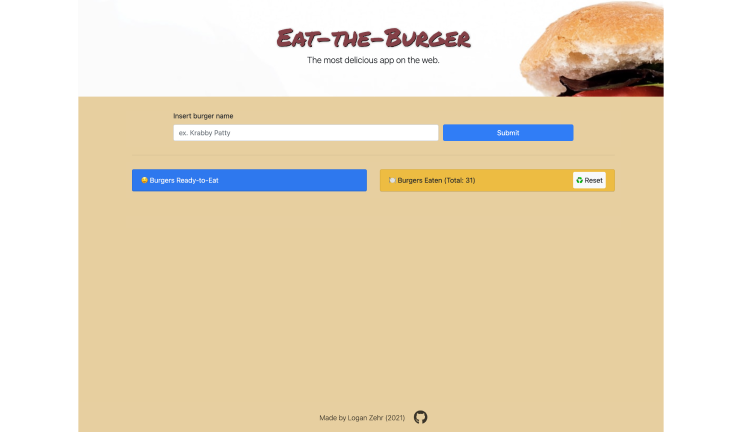 Eat-the-Burger
The most delicious app on the web.
Insert burger name
ex. Krabby Patty
Submit
Burgers Ready-to-Eat
Burgers Eaten (Total: 31)
Reset
Made by Logan Zehr (2021)